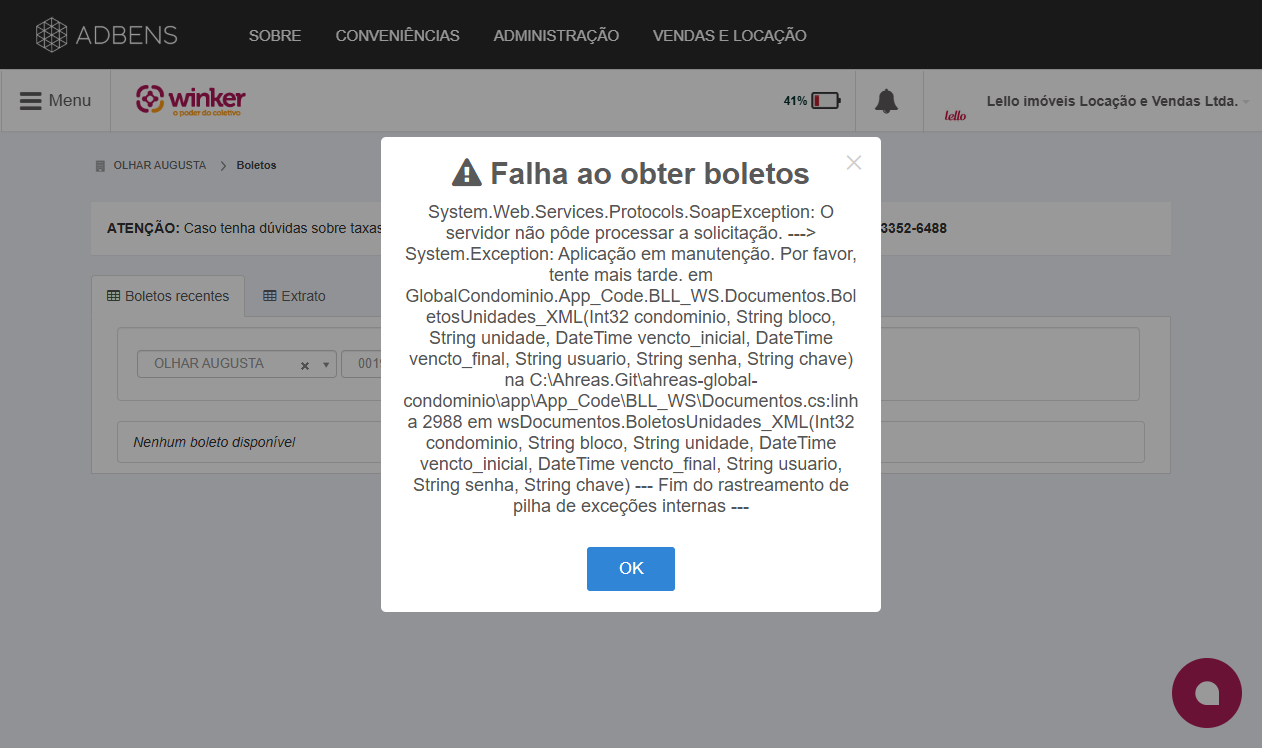 ADBENS
SOBRE CONVENIÊNCIAS ADMINISTRAÇÃO VENDAS E LOCAÇÃO
Menu
winker
o poder do coletivo
41%
lello
Lello imóveis Locação e Vendas Ltda.
OLHAR AUGUSTA > Boletos
ATENÇÃO: Caso tenha dúvidas sobre taxas
3352-6488
Boletos recentes
Extrato
OLHAR AUGUSTA
0019
Nenhum boleto disponível
Falha ao obter boletos
System.Web.Services.Protocols.SoapException: O
servidor não pôde processar a solicitação. --->
System.Exception: Aplicação em manutenção. Por favor,
tente mais tarde. em
GlobalCondominio.App_Code.BLL_WS.Documentos.Bol
etosUnidades_XML(Int32 condominio, String bloco,
String unidade, DateTime vencto_inicial, DateTime
vencto_final, String usuario, String senha, String chave)
na C:\Ahreas.Git\ahreas-global-
condominio\app\App_Code\BLL_WS\Documentos.cs:linh
a 2988 em wsDocumentos.BoletosUnidades_XML(Int32
condominio, String bloco, String unidade, DateTime
vencto_inicial, DateTime vencto_final, String usuario,
String senha, String chave) --- Fim do rastreamento de
pilha de exceções internas ---
OK